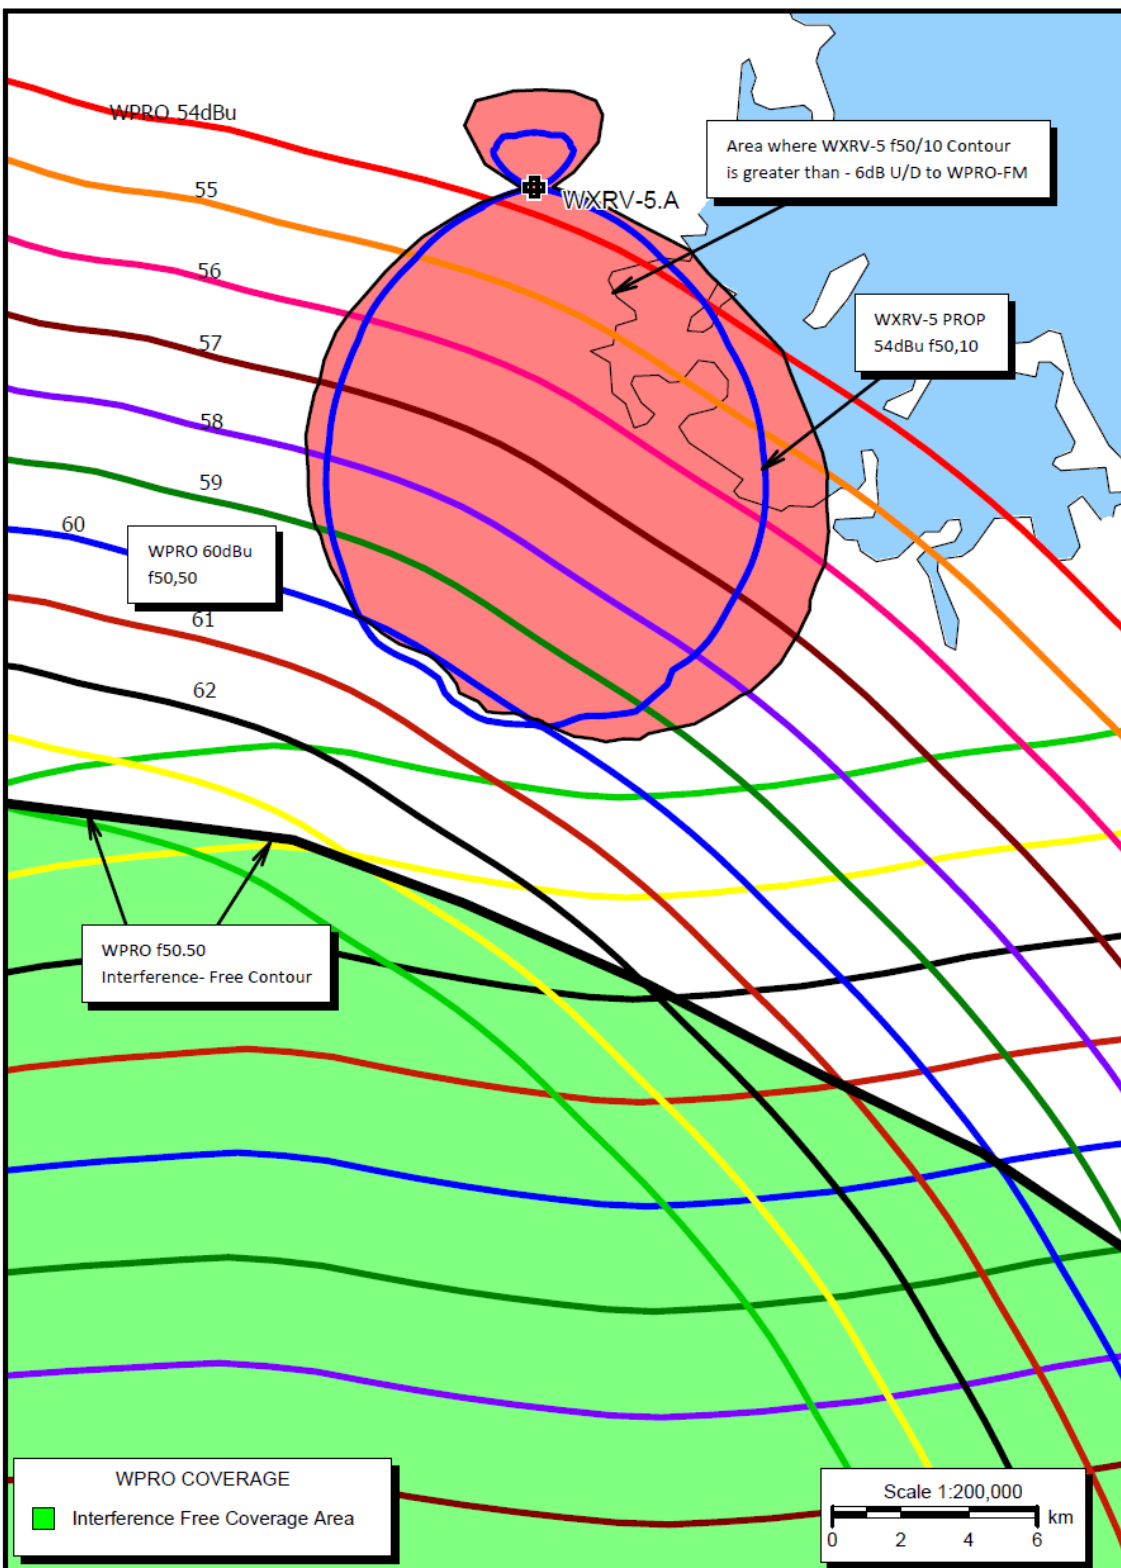 WPRO 54dBu
Area where WXRV-5 f50/10 Contour
is greater than - 6dB U/D to WPRO-FM
55
WXRV-5.A
56
WXRV-5 PROP
54dBu f50,10
57
58
59
60
WPRO 60dBu
f50,50
61
62
WPRO f50.50
Interference- Free Contour
WPRO COVERAGE
Interference Free Coverage Area
Scale 1:200,000
km
0 2 4 6